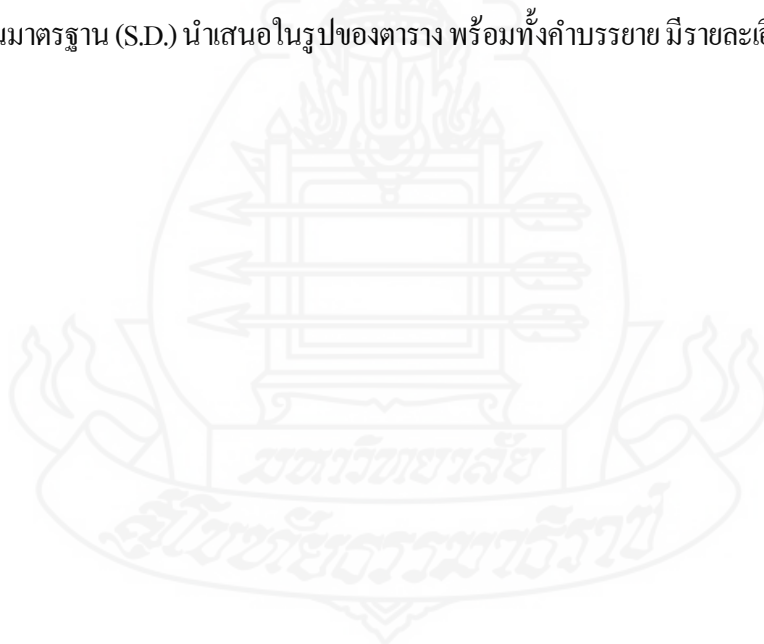 นมาตรฐาน (S.D.) นำเสนอในรูปของตาราง พร้อมทั้งคำบรรยาย มีรายละเ
มหาวิทยาลัย
สุโขทัยธรรมาธิราช